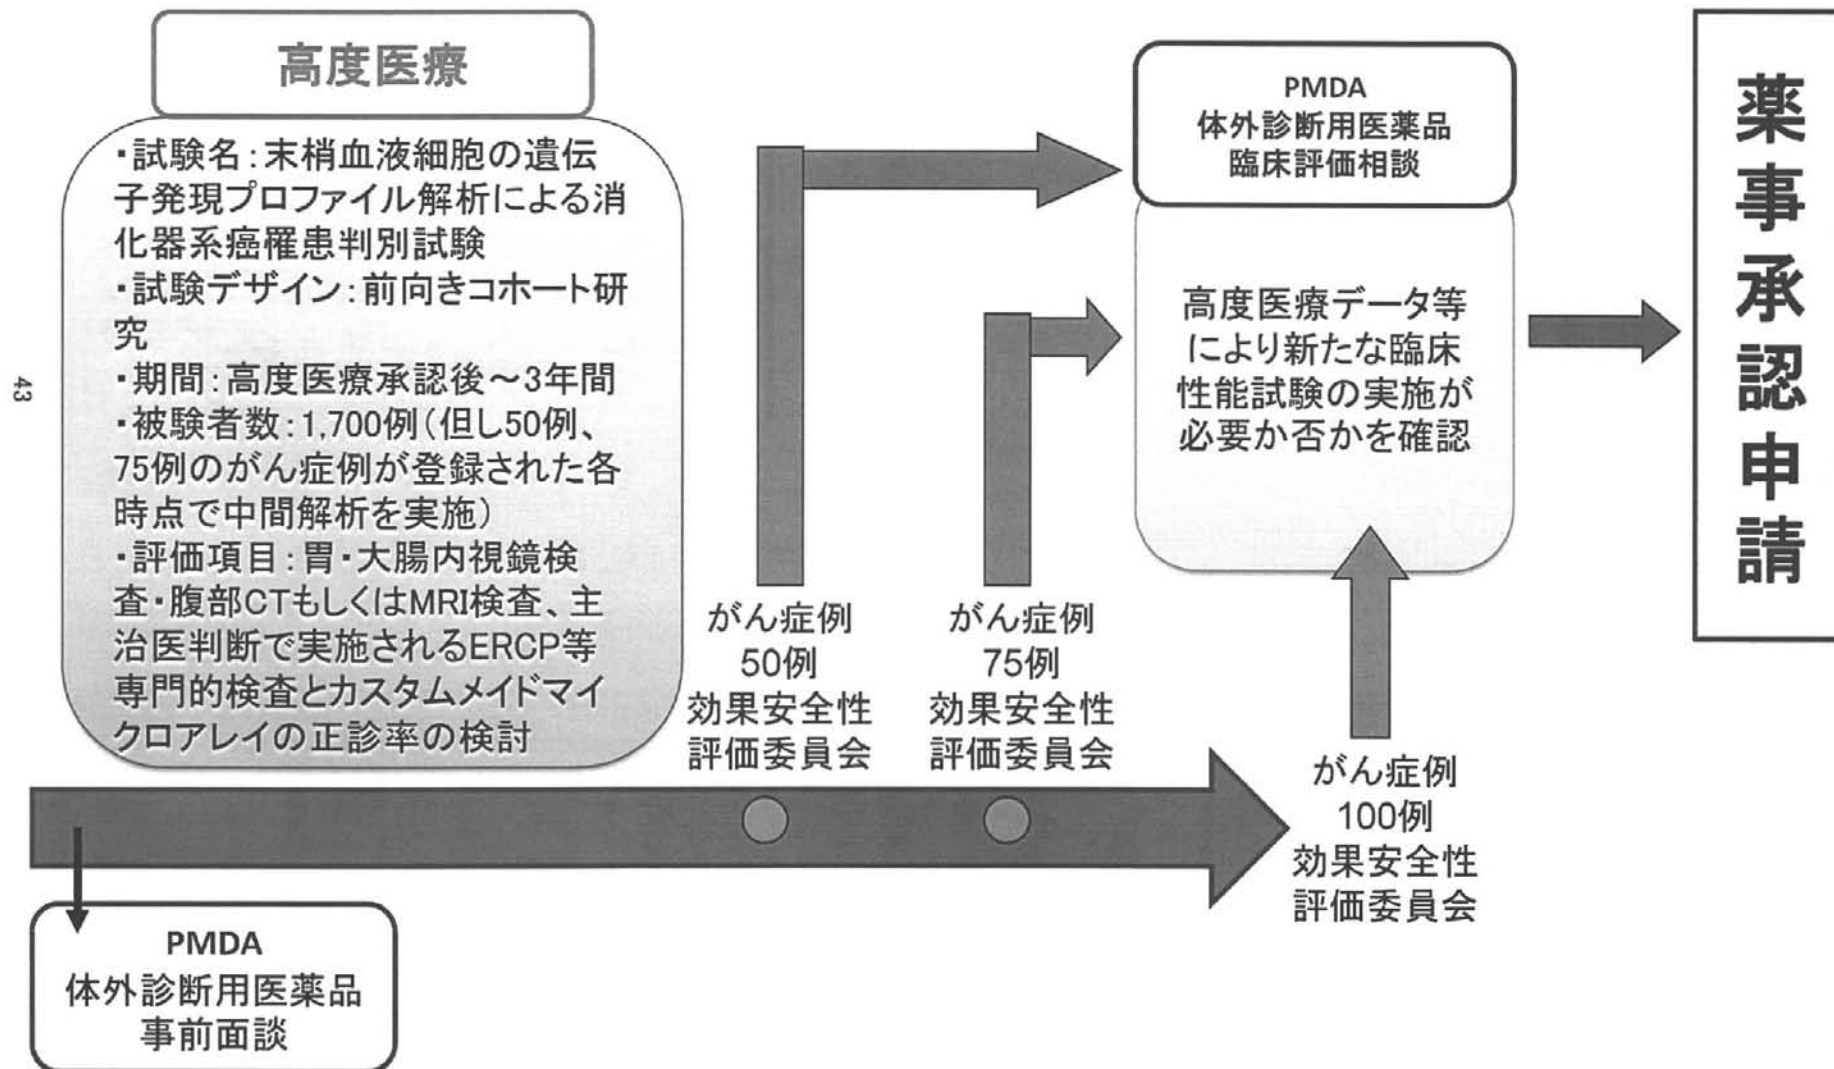 高度医療
・試験名：末梢血液細胞の遺伝
子発現プロファイル解析による消
化器系癌罹患判別試験
・試験デザイン：前向きコホート研
究
・期間：高度医療承認後～3年間
・被験者数：1,700例（但し50例、
75例のがん症例が登録された各
時点で中間解析を実施）
・評価項目：胃・大腸内視鏡検
査・腹部CTもしくはMRI検査、主
治医判断で実施されるERCP等
専門的検査とカスタムメイドマイ
クロアレイの正診率の検討
43
がん症例
50例
効果安全性
評価委員会
がん症例
75例
効果安全性
評価委員会
がん症例
100例
効果安全性
評価委員会
PMDA
体外診断用医薬品
事前面談
PMDA
体外診断用医薬品
臨床評価相談
高度医療データ等
により新たな臨床
性能試験の実施が
必要か否かを確認
薬事承認申請